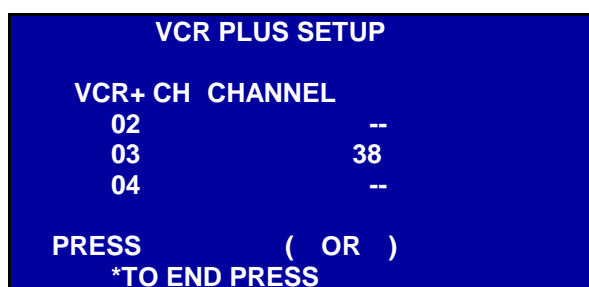 VCR PLUS SETUP
VCR+ CH CHANNEL
02 --
03 38
04 --
PRESS ( OR )
*TO END PRESS